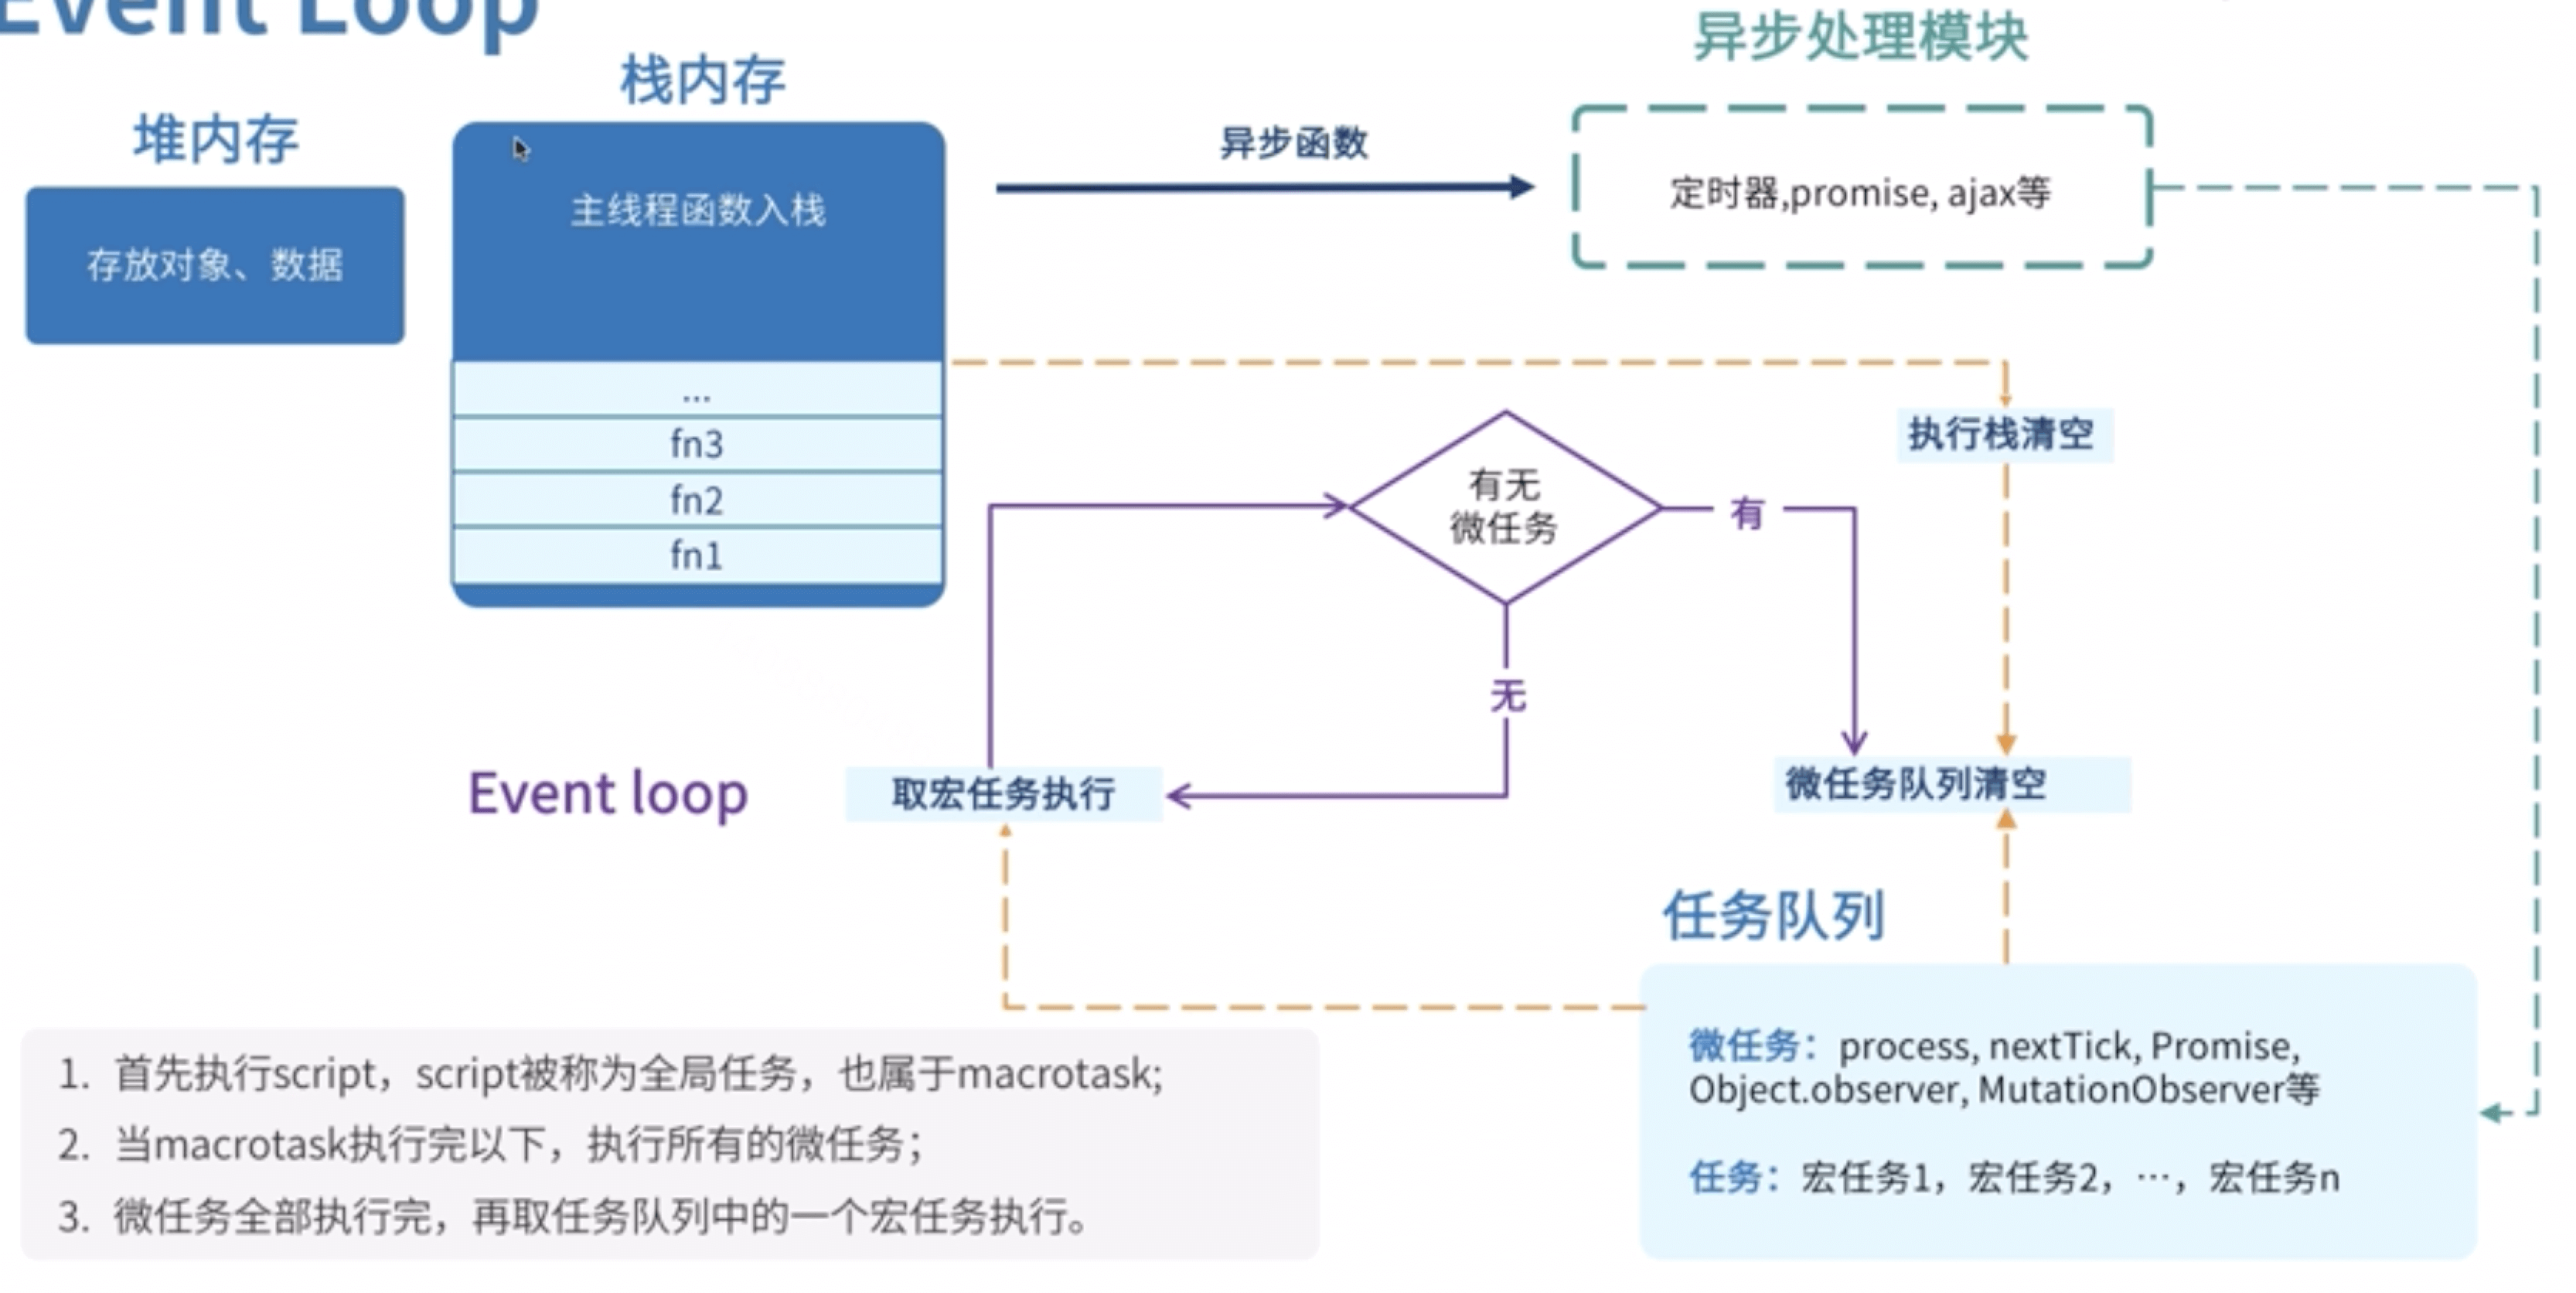 Event Loop
异步处理模块
栈内存
堆内存
主线程函数入栈
存放对象、数据
异步函数
定时器,promise, ajax等
...
fn3
fn2
fn1
执行栈清空
有无
微任务
有
无
Event loop
取宏任务执行
微任务队列清空
任务队列
微任务：process, nextTick, Promise,
Object.observer, MutationObserver等
任务：宏任务1，宏任务2，…，宏任务n
1. 首先执行script，script被称为全局任务，也属于macrotask;
2. 当macrotask执行完以下，执行所有的微任务；
3. 微任务全部执行完，再取任务队列中的一个宏任务执行。